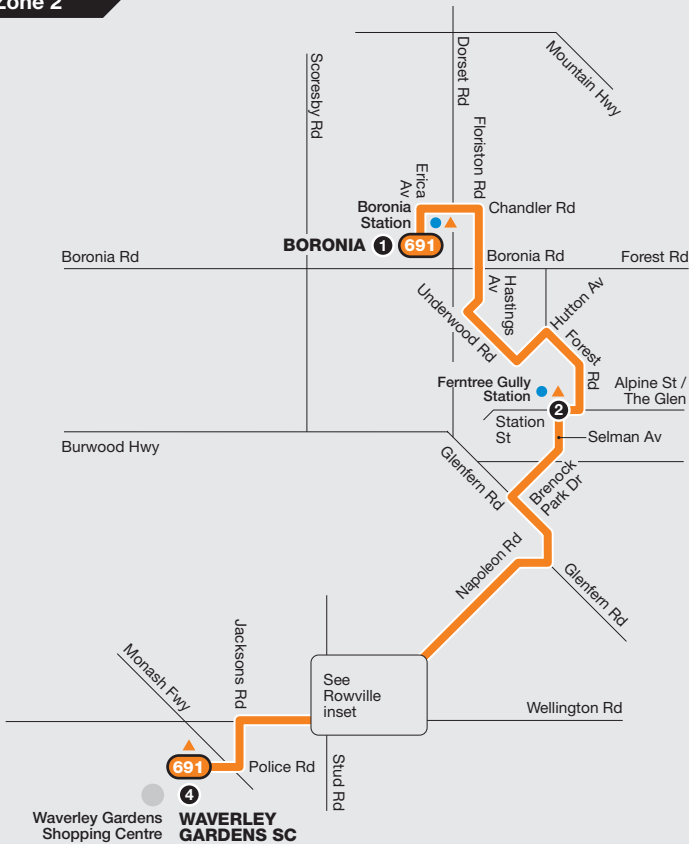 Zone 2
Scoresby Rd
Dorset Rd
Mountain Hwy
Floriston Rd
Erica
Av
Boronia
Station
Chandler Rd
BORONIA 1 691
Boronia Rd
Boronia Rd
Forest Rd
Hastings
Av
Hutton Av
Underwood Rd
Forest
Rd
Ferntree Gully
Station
Alpine St /
The Glen
2
Station
St
Selman Av
Burwood Hwy
Glenfern Rd
Brenock
Park Dr
Napoleon Rd
Glenfern Rd
Jacksons Rd
Monash Fwy
See
Rowville
inset
Wellington Rd
691
Police Rd
Stud Rd
4
Waverley Gardens
Shopping Centre
WAVERLEY
GARDENS SC